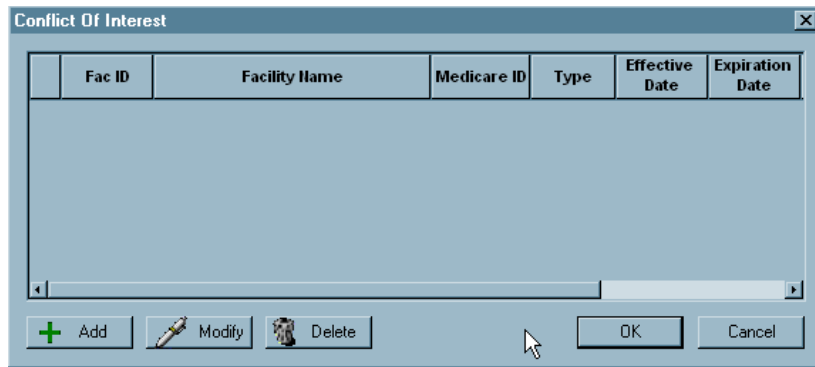 Conflict Of Interest
Fac ID Facility Name Medicare ID Type Effective Date Expiration Date
Add Modify Delete OK Cancel